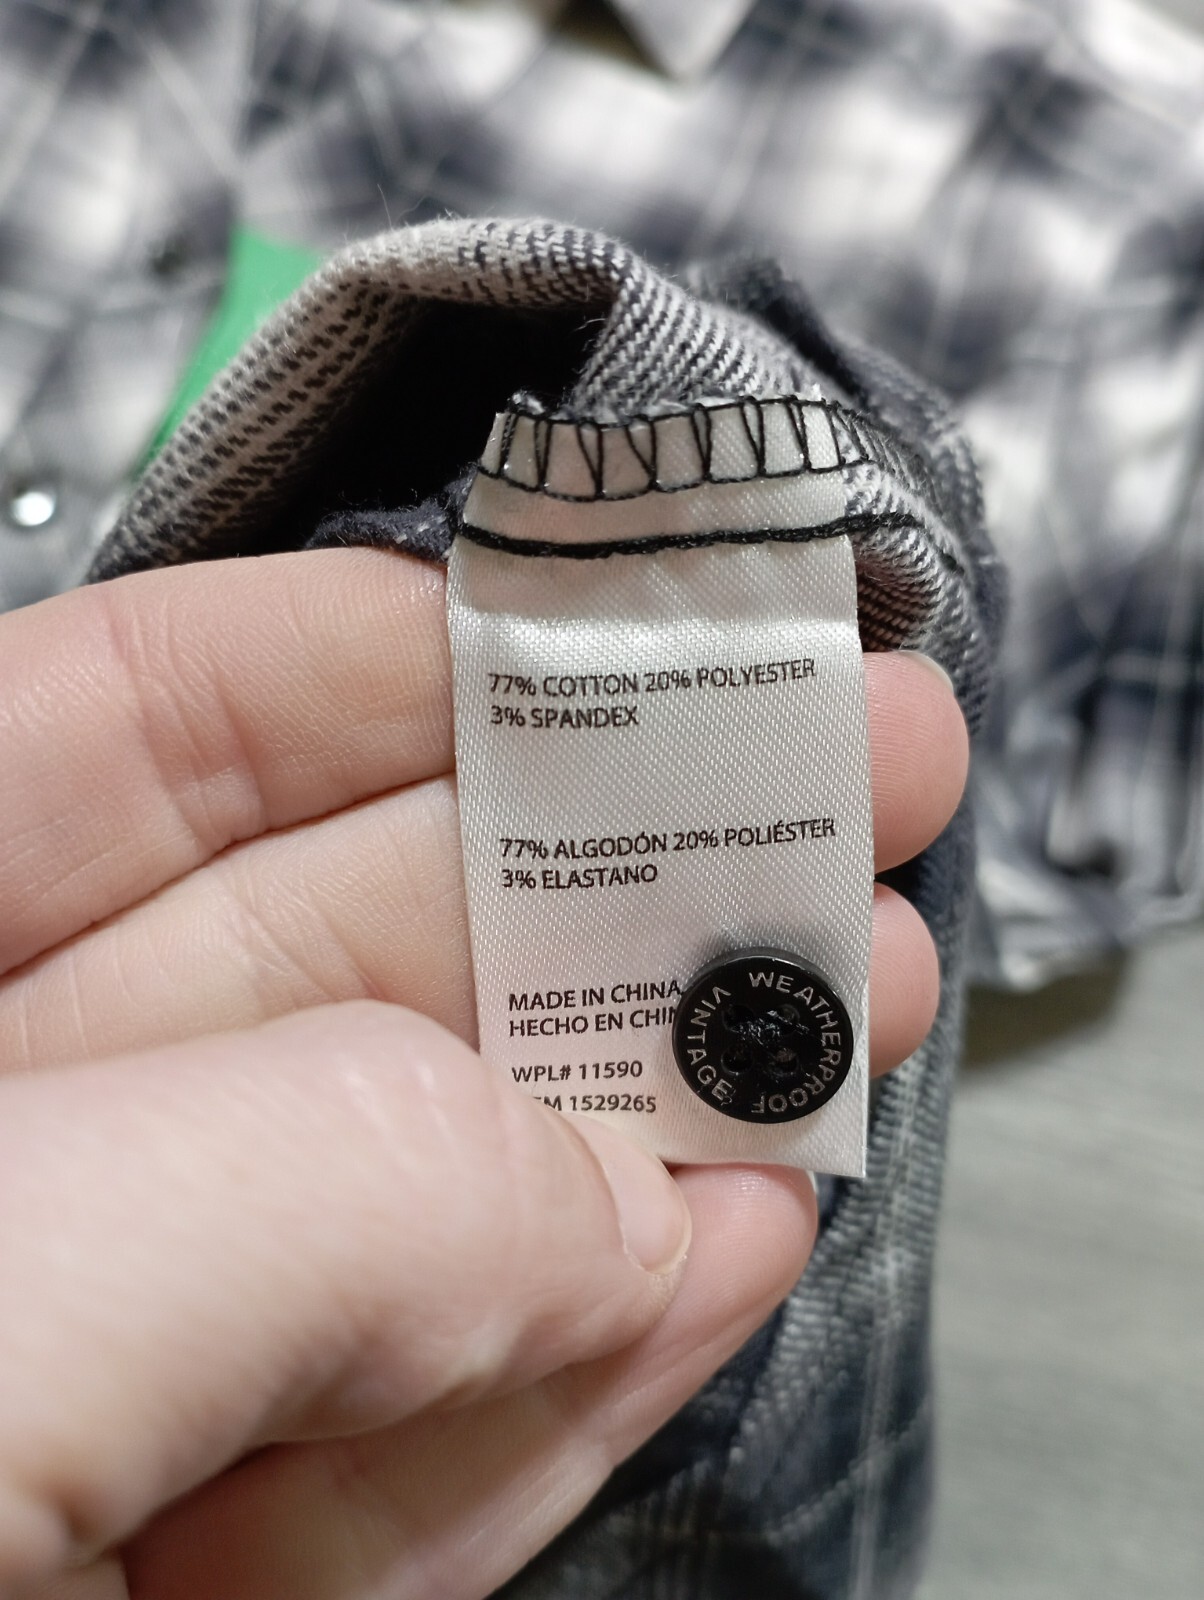 77% COTTON 20% POLYESTER
3% SPANDEX
77% ALGODÓN 20% POLIÉSTER
3% ELASTANO
MADE IN CHINA
HECHO EN
WPL# 11590
1529265
VINTAGE WEATHERPROOF